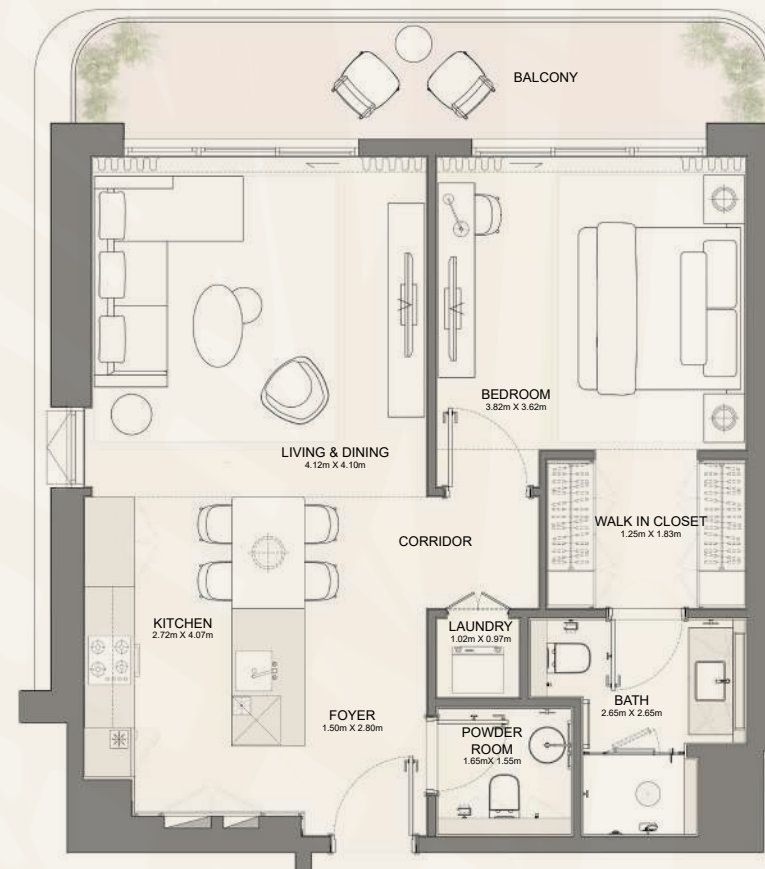 BALCONY
BEDROOM
3.82m X 3.62m
LIVING & DINING
4.12m X 4.10m
WALK IN CLOSET
1.25m X 1.83m
CORRIDOR
KITCHEN
2.72m X 4.07m
LAUNDRY
1.02m X 0.97m
BATH
2.65m X 2.65m
FOYER
1.50m X 2.80m
POWDER
ROOM
1.65mX 1.55m